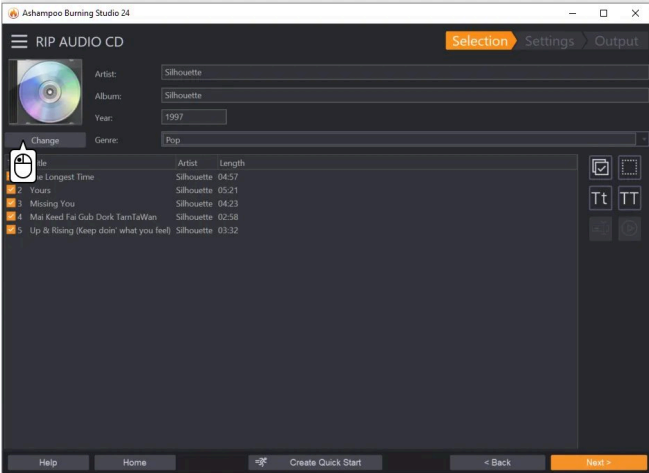 Ashampoo Burning Studio 24
RIP AUDIO CD
Selection Settings Output
Artist: Silhouette
Album: Silhouette
Year: 1997
Change Genre: Pop
Artist Length
Longest Time Silhouette 04:57
2 Yours Silhouette 05:21
3 Missing You Silhouette 04:23
4 Mai Keed Fai Gub Dork TarnTaWan Silhouette 02:58
5 Up & Rising (Keep doin' what you feel) Silhouette 03:32
Tt TT
Help Home Create Quick Start < Back Next >